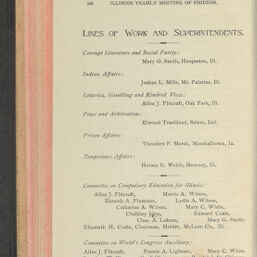 100 ILLINOIS YEARLY MEETING OF FRIENDS.
LINES OF WORK AND SUPERINTENDENTS.
Corrupt Literature and Social Purity:
Mary G. Smith, Hoopeston, Ill.
Indian Affairs:
Joshua L. Mills, Mt. Palatine, Ill.
Lotteries, Gambling and Kindred Vices:
Allen J. Flitcraft, Oak Park, Ill.
Peace and Arbitration:
Elwood Trueblood, Salem, Ind.
Prison Affairs:
Theodore P. Marsh, Marshalltown, Ia.
Temperance Affairs:
Horace G. Welch, Downey, Ill.
Committee on Compulsory Education for Illinois:
Allen J. Flitcraft, Morris A. Wilson,
Hannah A. Plummer, Lydia A. Wilson,
Catharine A. Wilson, Mary C. White,
Chalkley John, Edward Coale,
Chas. A. Lukens, Mary G. Smith.
Elizabeth H. Coale, Chairman, Holder, McLean Co., Ill.
Committee on World's Congress Auxiliary:
Allen J. Flitcraft, Fannie A. Lightner, Mary C. White,